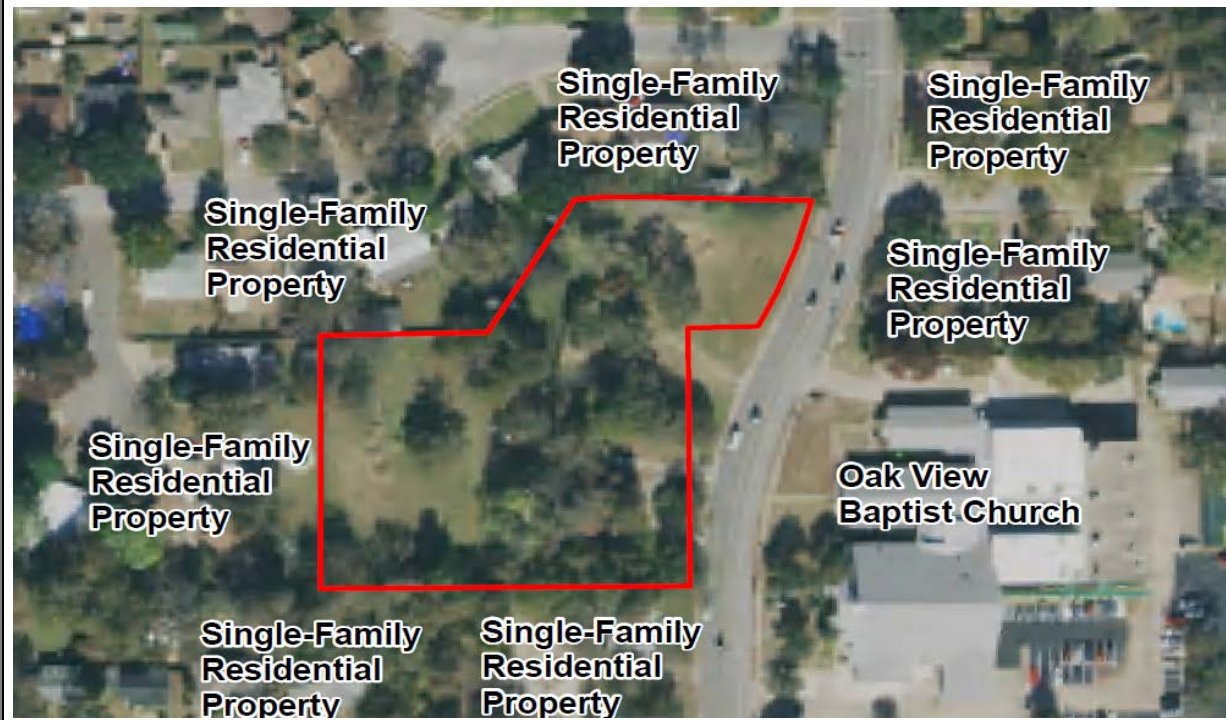 Single-Family
Residential
Property
Single-Family
Residential
Property
Single-Family
Residential
Property
Single-Family
Residential
Property
Single-Family
Residential
Property
Oak View
Baptist Church
Single-Family
Residential
Property
Single-Family
Residential
Property